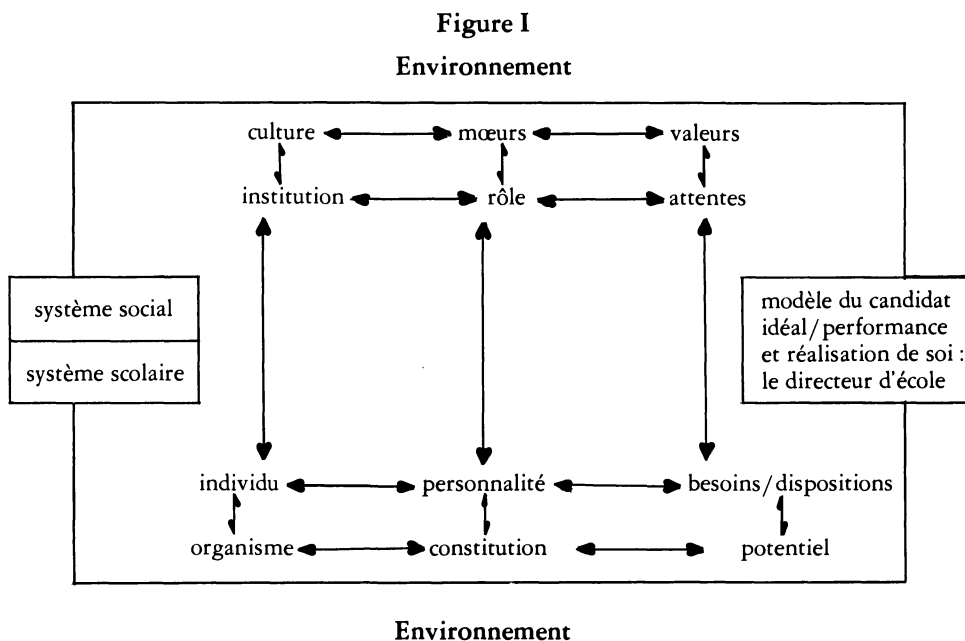 Figure I
Environnement
culture mœurs valeurs
institution rôle attentes
système social
système scolaire
modèle du candidat
idéal/performance
et réalisation de soi :
le directeur d'école
individu personnalité besoins/dispositions
organisme constitution potentiel
Environnement